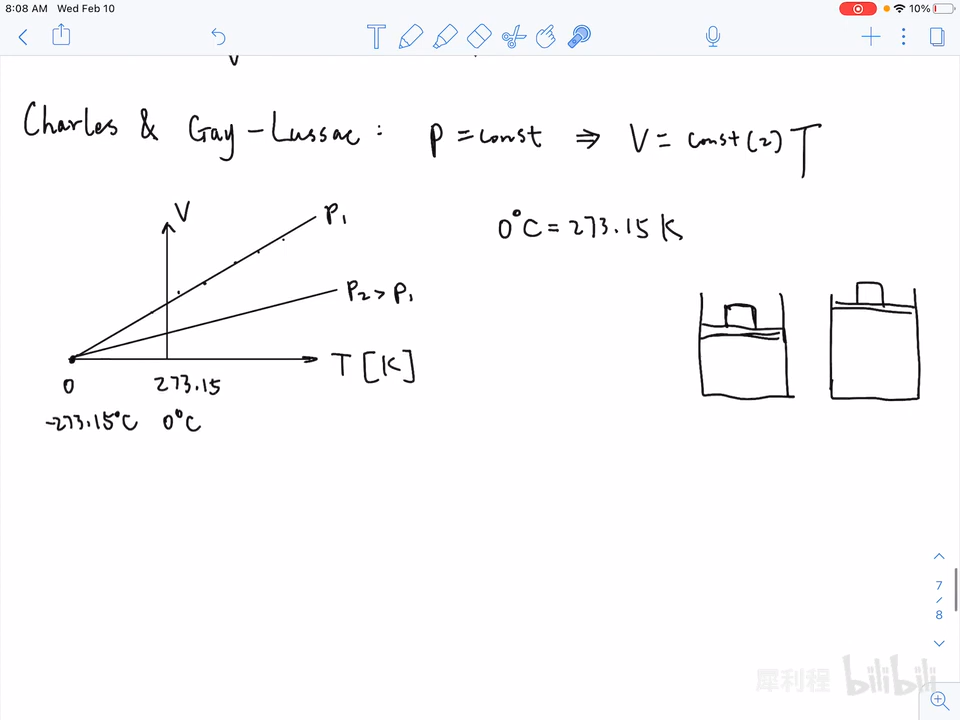 8:08 AM Wed Feb 10
10%
Charles & Gay-Lussac: P = const ⇒ V = const(2) T
V
P₁
0°C = 273.15 K
P₂ > P₁
T [K]
0 273.15
-273.15°C 0°C
7
/
8
犀利程 bilibili